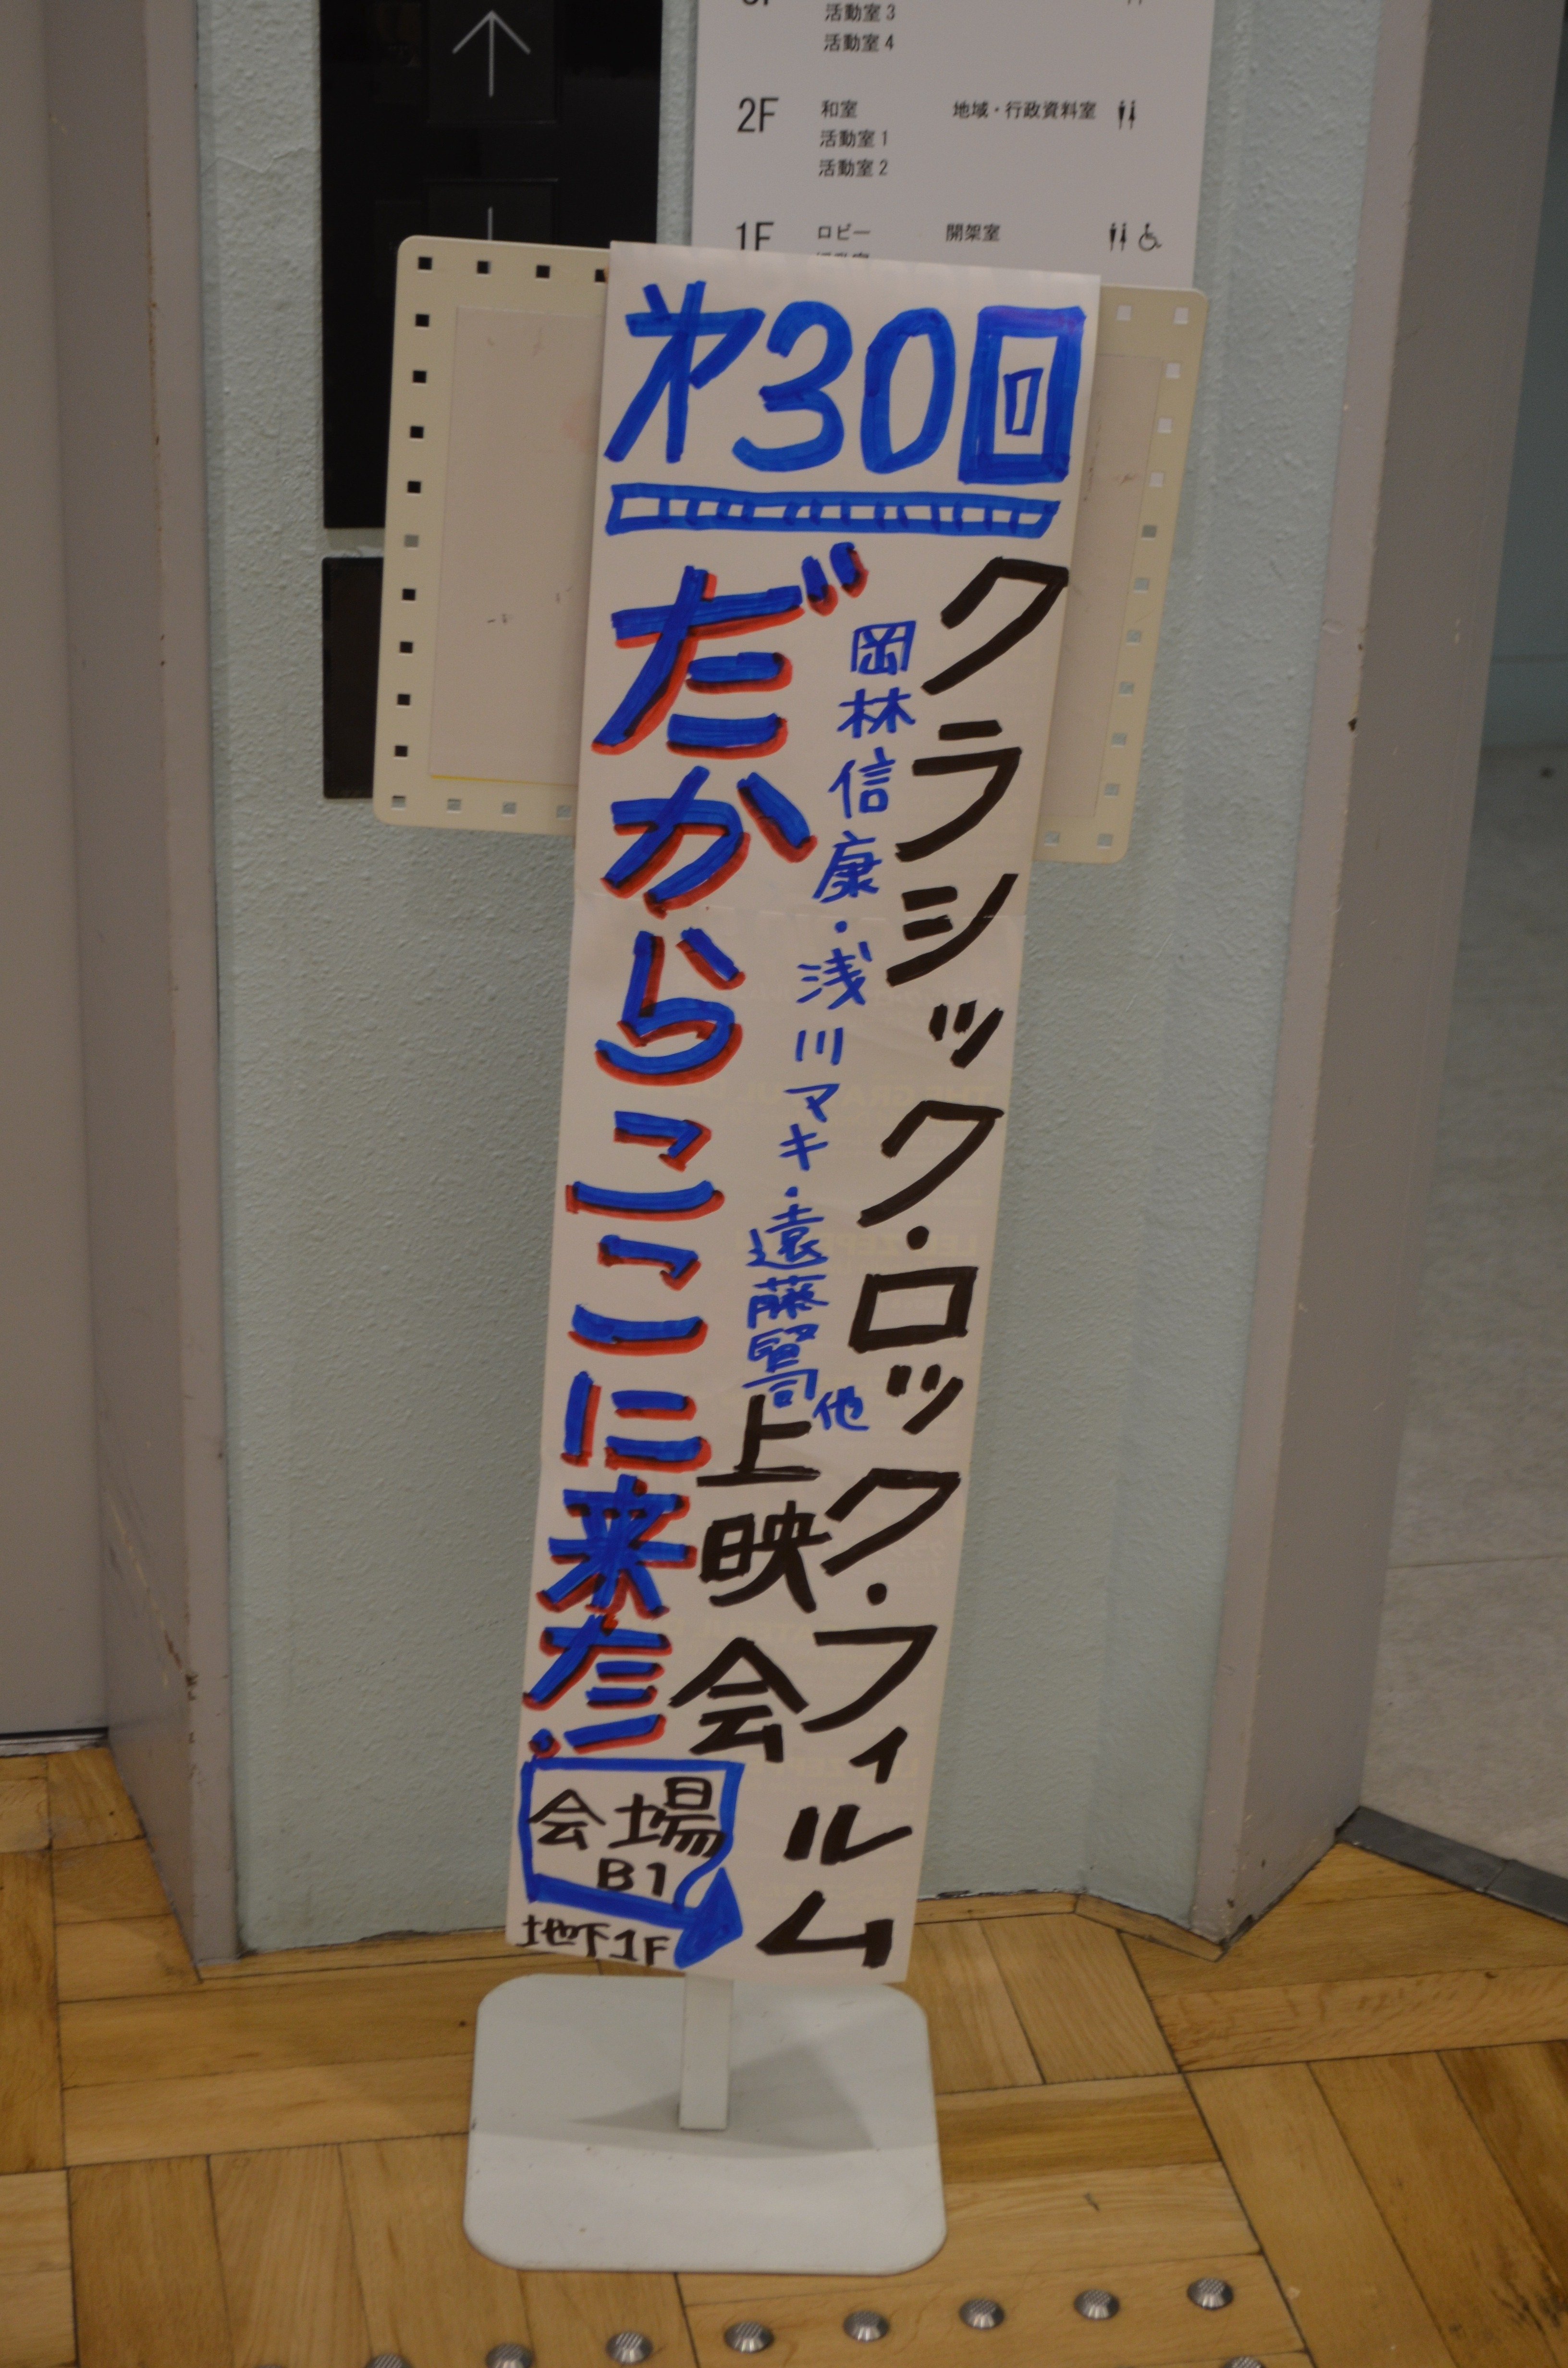 活動室3
活動室4
2F 和室 地域・行政資料室
活動室1
活動室2
1F ロビー 開架室
第30回
クラシック・ロック・フィルム
上映会
岡林信康・浅川マキ・遠藤賢司他
だからここに来た!
会場
B1
地下1F